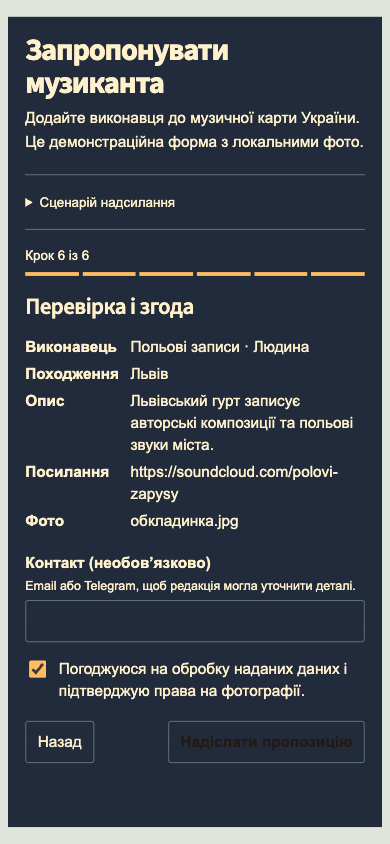 Запропонувати
музиканта
Додайте виконавця до музичної карти України.
Це демонстраційна форма з локальними фото.
Сценарій надсилання
Крок 6 із 6
Перевірка і згода
Виконавець Польові записи · Людина
Походження Львів
Опис Львівський гурт записує
авторські композиції та польові
звуки міста.
Посилання https://soundcloud.com/polovi-
zapysy
Фото обкладинка.jpg
Контакт (необов’язково)
Email або Telegram, щоб редакція могла уточнити деталі.
Погоджуюся на обробку наданих даних і
підтверджую права на фотографії.
Назад Надіслати пропозицію